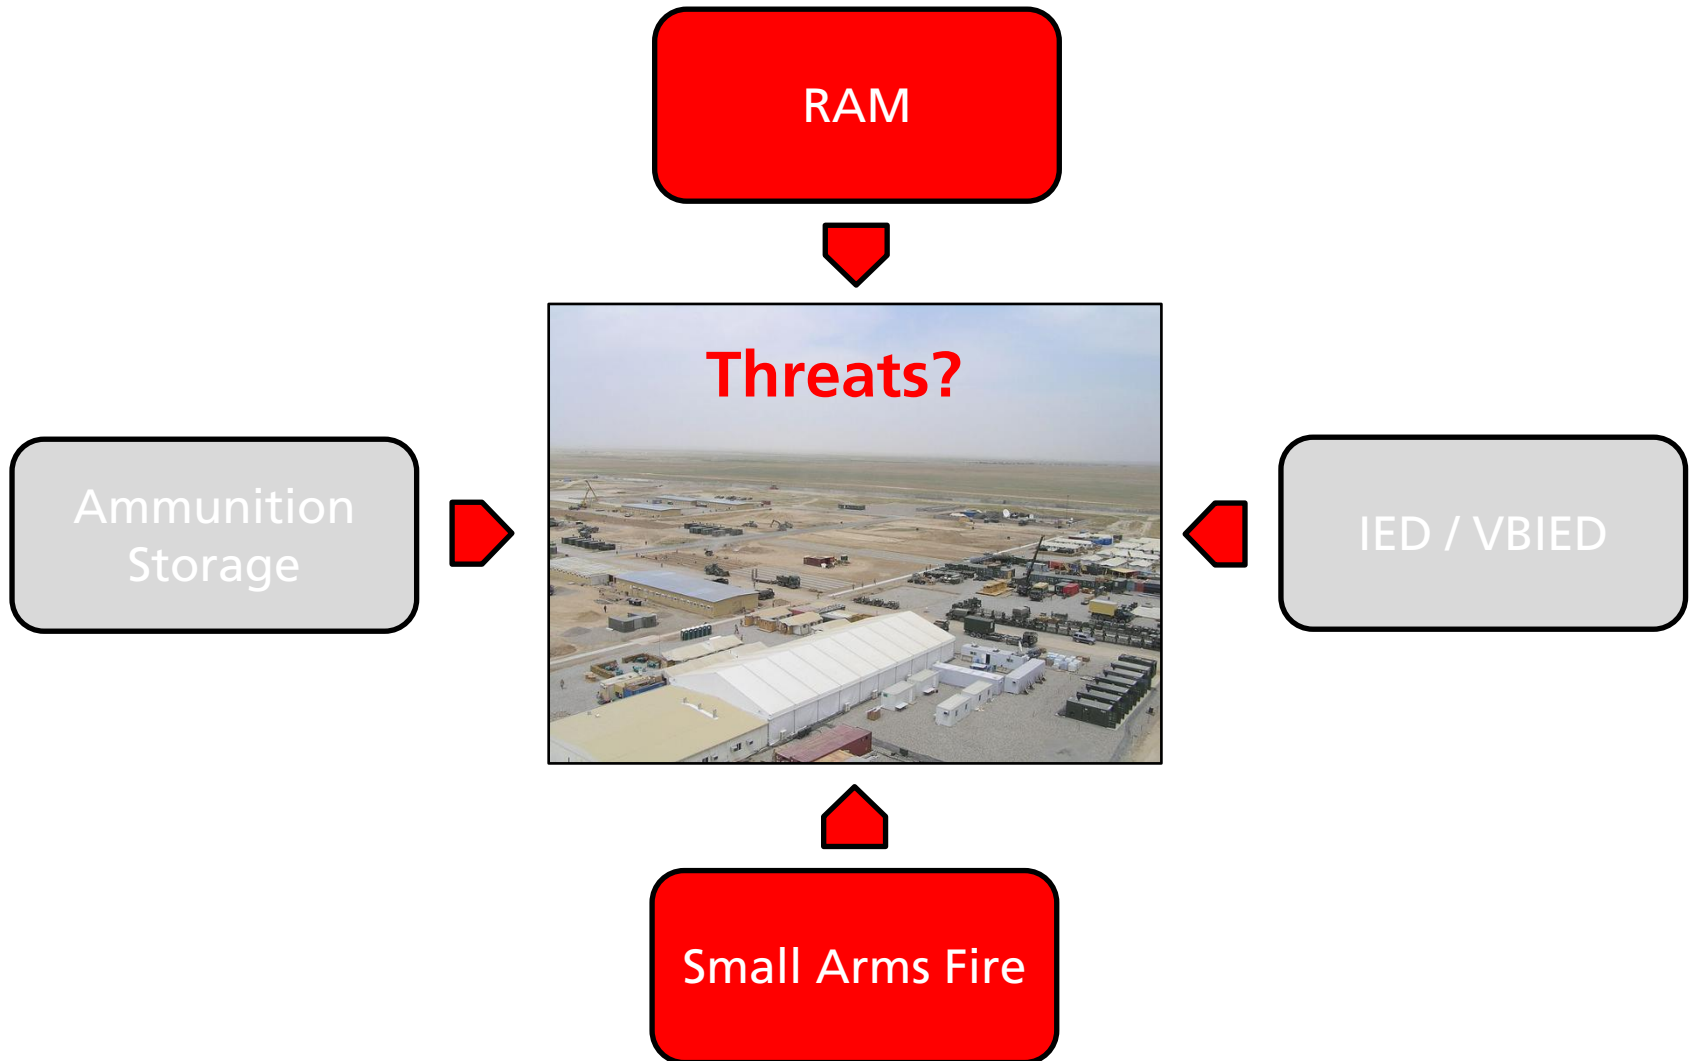 RAM
Threats?
Ammunition
Storage
IED / VBIED
Small Arms Fire